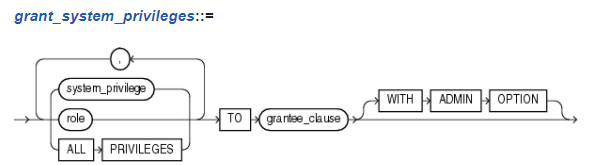 grant_system_privileges::=
,
system_privilege
WITH ADMIN OPTION
role TO grantee_clause
ALL PRIVILEGES